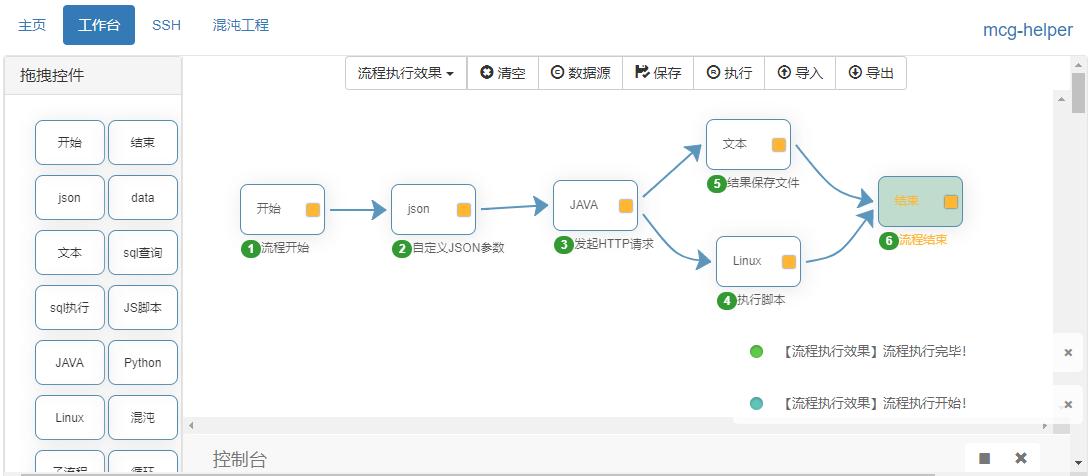 主页 工作台 SSH 混沌工程 mcg-helper
拖拽控件
流程执行效果 清空 数据源 保存 执行 导入 导出
开始 结束
json data
文本 sql查询
sql执行 JS脚本
JAVA Python
Linux 混沌
子流程 循环
开始
1 流程开始
json
2 自定义JSON参数
JAVA
3 发起HTTP请求
文本
5 结果保存文件
Linux
4 执行脚本
结束
6 流程结束
【流程执行效果】流程执行完毕!
【流程执行效果】流程执行开始!
控制台